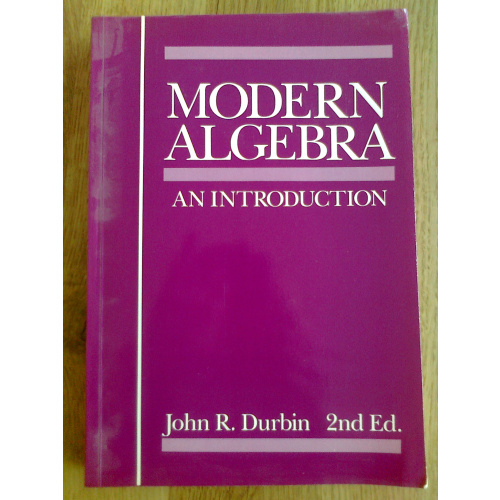 MODERN
ALGEBRA
AN INTRODUCTION
John R. Durbin 2nd Ed.